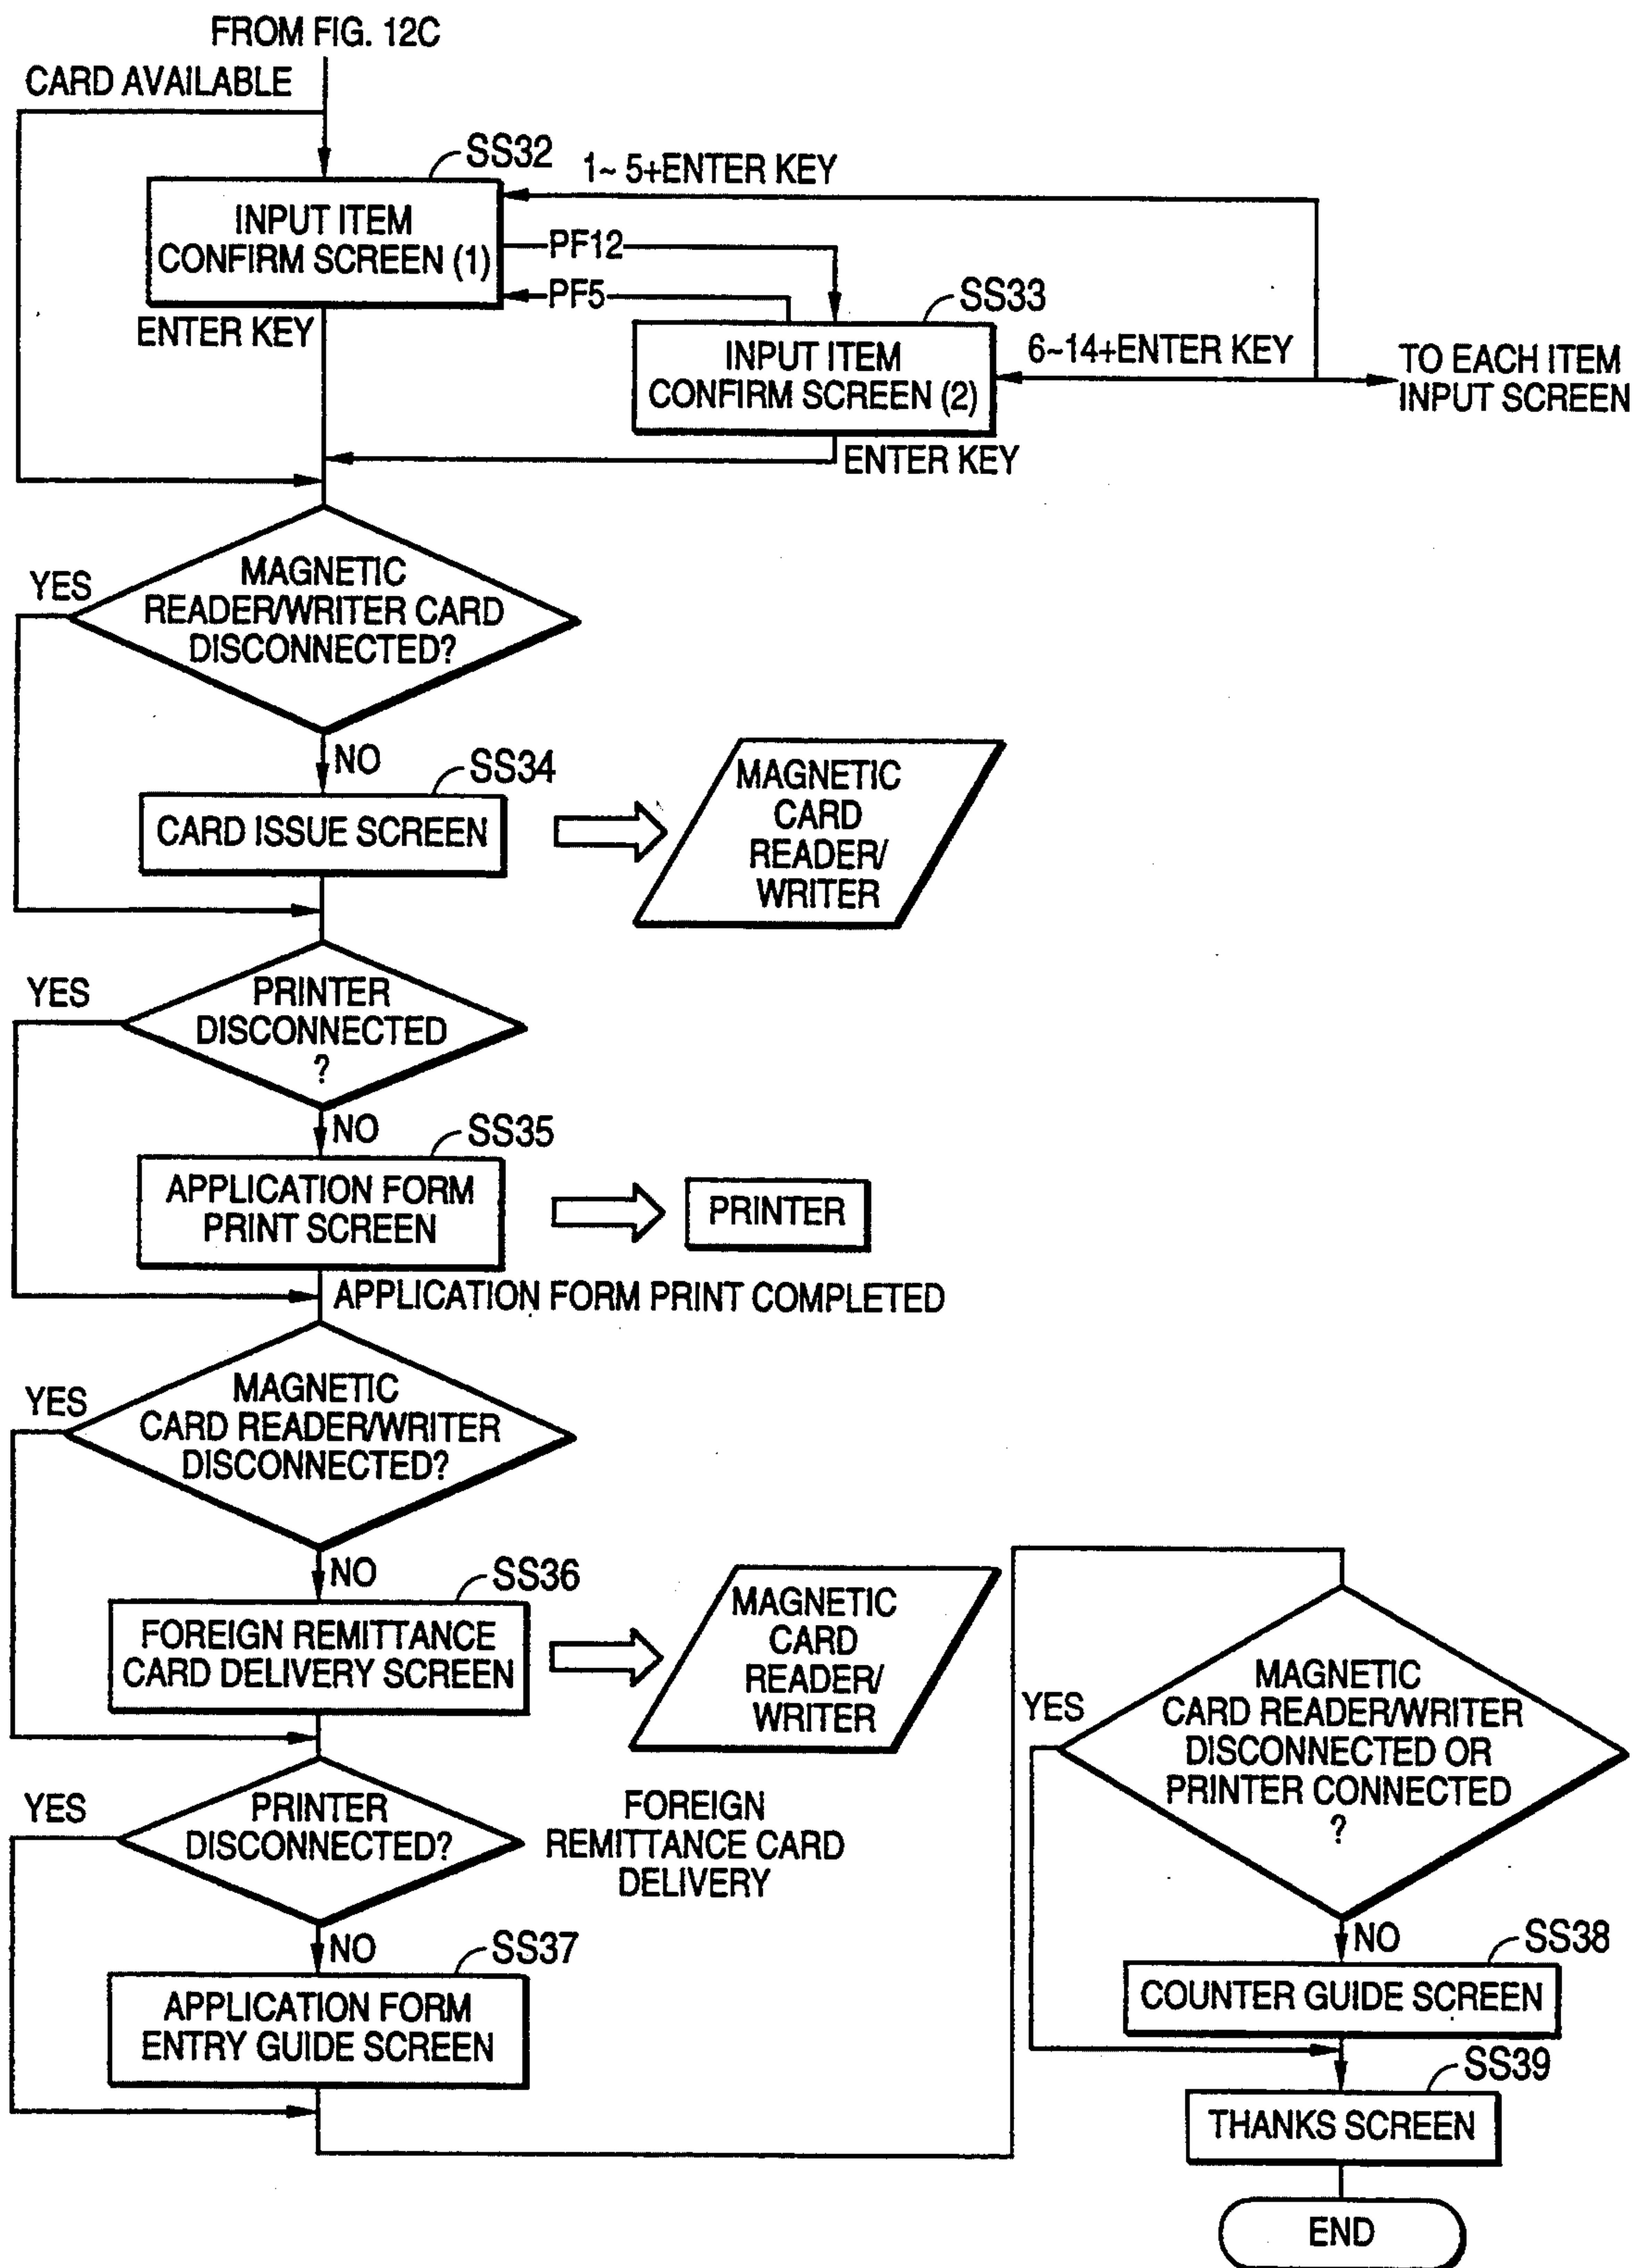 FROM FIG. 12C
CARD AVAILABLE
SS32
1~ 5+ENTER KEY
INPUT ITEM
CONFIRM SCREEN (1)
PF12
PF5
SS33
ENTER KEY
INPUT ITEM
CONFIRM SCREEN (2)
6~14+ENTER KEY
TO EACH ITEM
INPUT SCREEN
ENTER KEY
YES
MAGNETIC
READER/WRITER CARD
DISCONNECTED?
NO
SS34
CARD ISSUE SCREEN
MAGNETIC
CARD
READER/
WRITER
YES
PRINTER
DISCONNECTED
?
NO
SS35
APPLICATION FORM
PRINT SCREEN
PRINTER
APPLICATION FORM PRINT COMPLETED
YES
MAGNETIC
CARD READER/WRITER
DISCONNECTED?
NO
SS36
FOREIGN REMITTANCE
CARD DELIVERY SCREEN
MAGNETIC
CARD
READER/
WRITER
YES
PRINTER
DISCONNECTED?
FOREIGN
REMITTANCE CARD
DELIVERY
NO
SS37
APPLICATION FORM
ENTRY GUIDE SCREEN
YES
MAGNETIC
CARD READER/WRITER
DISCONNECTED OR
PRINTER CONNECTED
?
NO
SS38
COUNTER GUIDE SCREEN
SS39
THANKS SCREEN
END